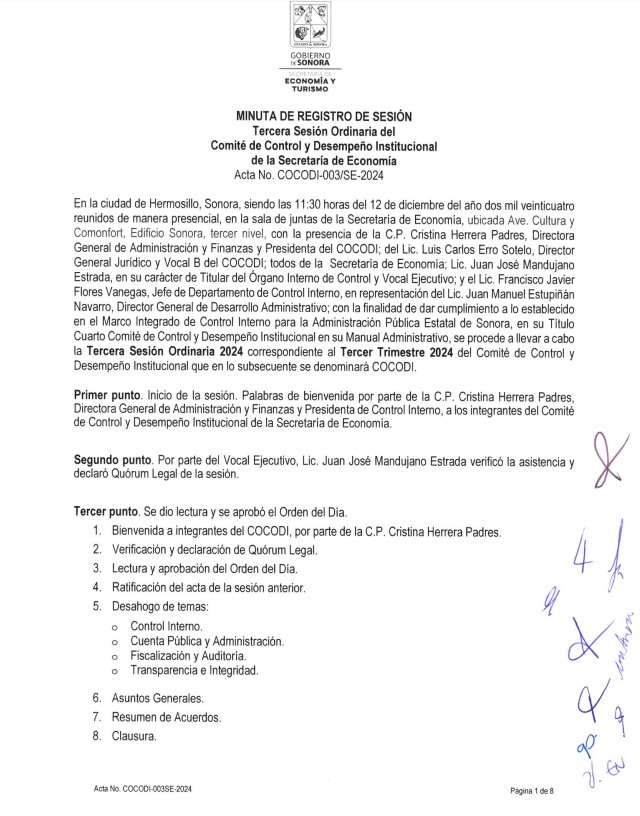 ESTADO DE SONORA
GOBIERNO
DE SONORA
SECRETARÍA DE
ECONOMÍA Y
TURISMO
MINUTA DE REGISTRO DE SESIÓN
Tercera Sesión Ordinaria del
Comité de Control y Desempeño Institucional
de la Secretaría de Economía
Acta No. COCODI-003/SE-2024
En la ciudad de Hermosillo, Sonora, siendo las 11:30 horas del 12 de diciembre del año dos mil veinticuatro
reunidos de manera presencial, en la sala de juntas de la Secretaria de Economía, ubicada Ave. Cultura y
Comonfort, Edificio Sonora, tercer nivel, con la presencia de la C.P. Cristina Herrera Padres, Directora
General de Administración y Finanzas y Presidenta del COCODI; del Lic. Luis Carlos Erro Sotelo, Director
General Jurídico y Vocal B del COCODI; todos de la Secretaría de Economía; Lic. Juan José Mandujano
Estrada, en su carácter de Titular del Órgano Interno de Control y Vocal Ejecutivo; y el Lic. Francisco Javier
Flores Vanegas, Jefe de Departamento de Control Interno, en representación del Lic. Juan Manuel Estupiñán
Navarro, Director General de Desarrollo Administrativo; con la finalidad de dar cumplimiento a lo establecido
en el Marco Integrado de Control Interno para la Administración Pública Estatal de Sonora, en su Título
Cuarto Comité de Control y Desempeño Institucional en su Manual Administrativo, se procede a llevar a cabo
la Tercera Sesión Ordinaria 2024 correspondiente al Tercer Trimestre 2024 del Comité de Control y
Desempeño Institucional que en lo subsecuente se denominará COCODI.
Primer punto. Inicio de la sesión. Palabras de bienvenida por parte de la C.P. Cristina Herrera Padres,
Directora General de Administración y Finanzas y Presidenta de Control Interno, a los integrantes del Comité
de Control y Desempeño Institucional de la Secretaría de Economía.
Segundo punto. Por parte del Vocal Ejecutivo, Lic. Juan José Mandujano Estrada verificó la asistencia y
declaró Quórum Legal de la sesión.
Tercer punto. Se dio lectura y se aprobó el Orden del Día.
1. Bienvenida a integrantes del COCODI, por parte de la C.P. Cristina Herrera Padres.
2. Verificación y declaración de Quórum Legal.
3. Lectura y aprobación del Orden del Día.
4. Ratificación del acta de la sesión anterior.
5. Desahogo de temas:
o Control Interno.
o Cuenta Pública y Administración.
o Fiscalización y Auditoría.
o Transparencia e Integridad.
6. Asuntos Generales.
7. Resumen de Acuerdos.
8. Clausura.
Acta No. COCODI-003SE-2024
Página 1 de 8